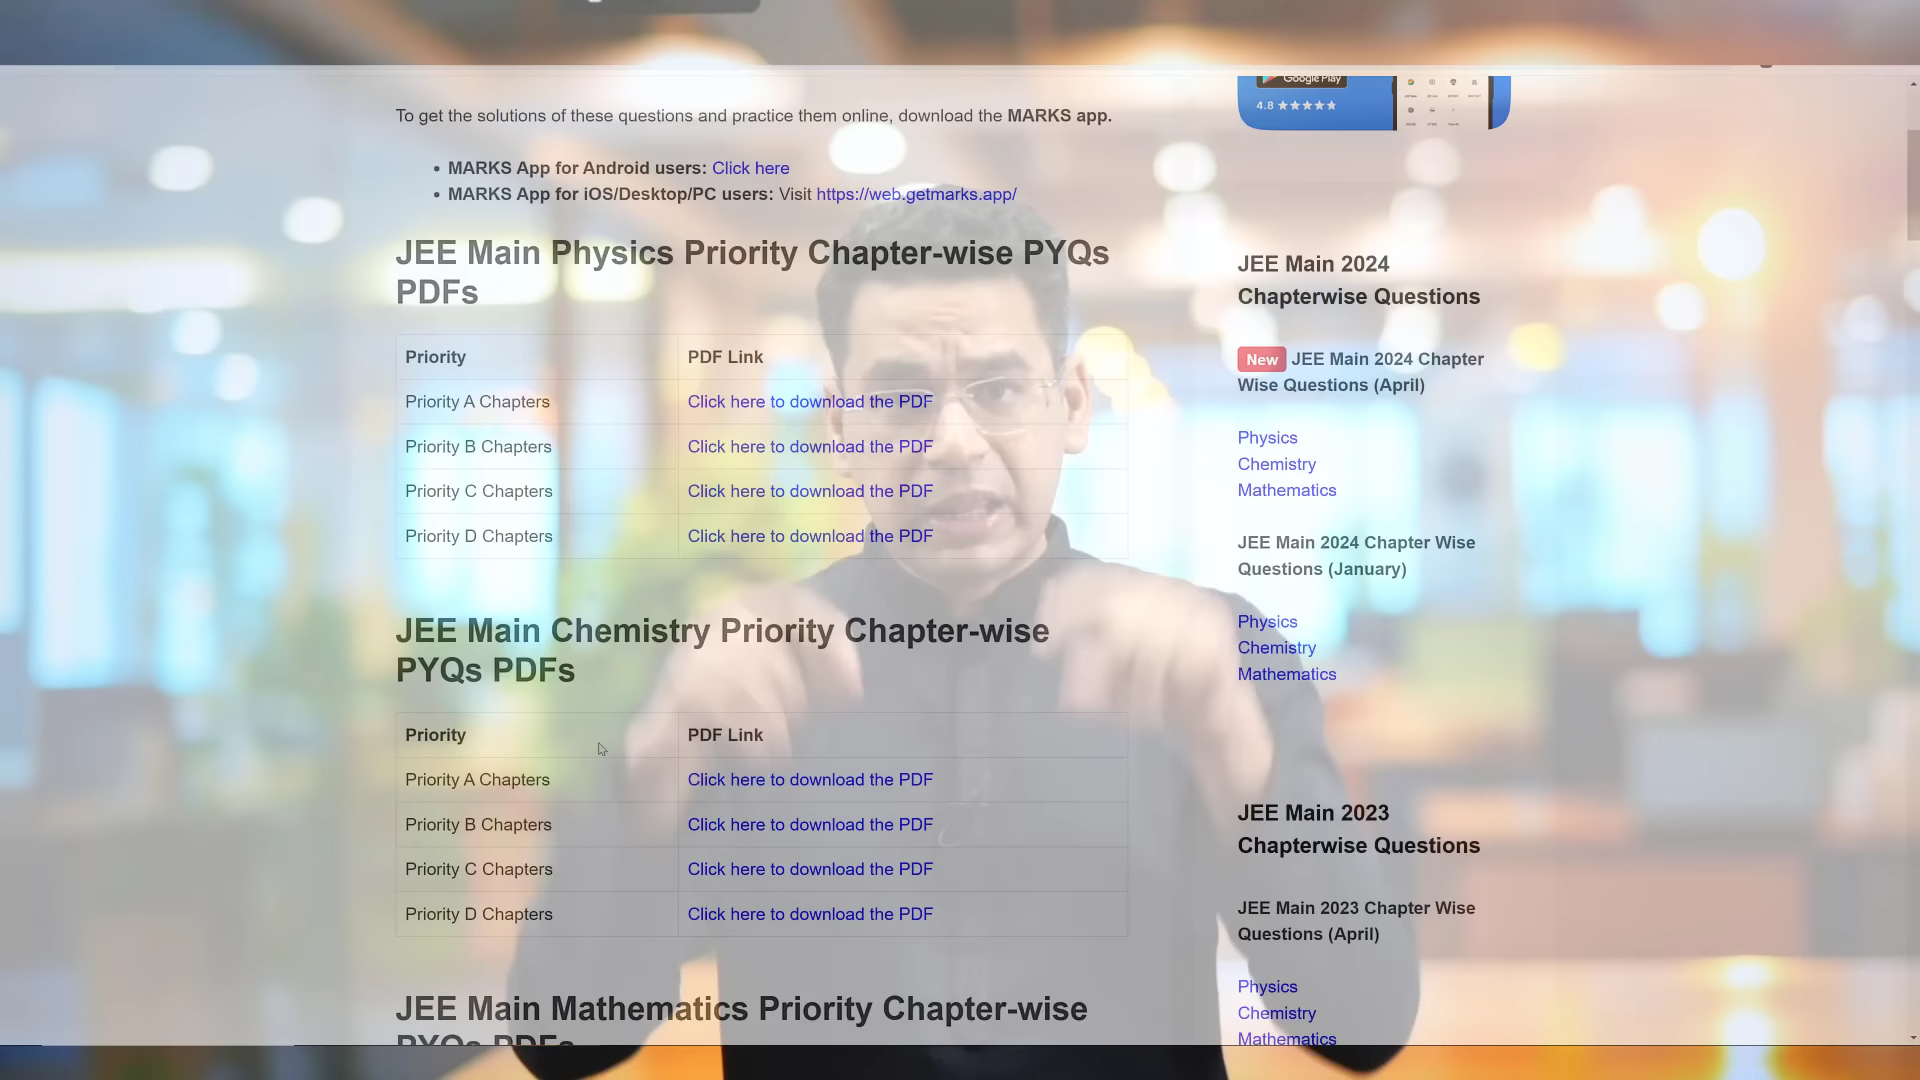 Google Play
4.8 ★★★★★
To get the solutions of these questions and practice them online, download the MARKS app.
• MARKS App for Android users: Click here
• MARKS App for iOS/Desktop/PC users: Visit https://web.getmarks.app/
JEE Main Physics Priority Chapter-wise PYQs
PDFs
Priority PDF Link
Priority A Chapters Click here to download the PDF
Priority B Chapters Click here to download the PDF
Priority C Chapters Click here to download the PDF
Priority D Chapters Click here to download the PDF
JEE Main Chemistry Priority Chapter-wise
PYQs PDFs
Priority PDF Link
Priority A Chapters Click here to download the PDF
Priority B Chapters Click here to download the PDF
Priority C Chapters Click here to download the PDF
Priority D Chapters Click here to download the PDF
JEE Main Mathematics Priority Chapter-wise
PYQs PDFs
JEE Main 2024
Chapterwise Questions
New JEE Main 2024 Chapter
Wise Questions (April)
Physics
Chemistry
Mathematics
JEE Main 2024 Chapter Wise
Questions (January)
Physics
Chemistry
Mathematics
JEE Main 2023
Chapterwise Questions
JEE Main 2023 Chapter Wise
Questions (April)
Physics
Chemistry
Mathematics